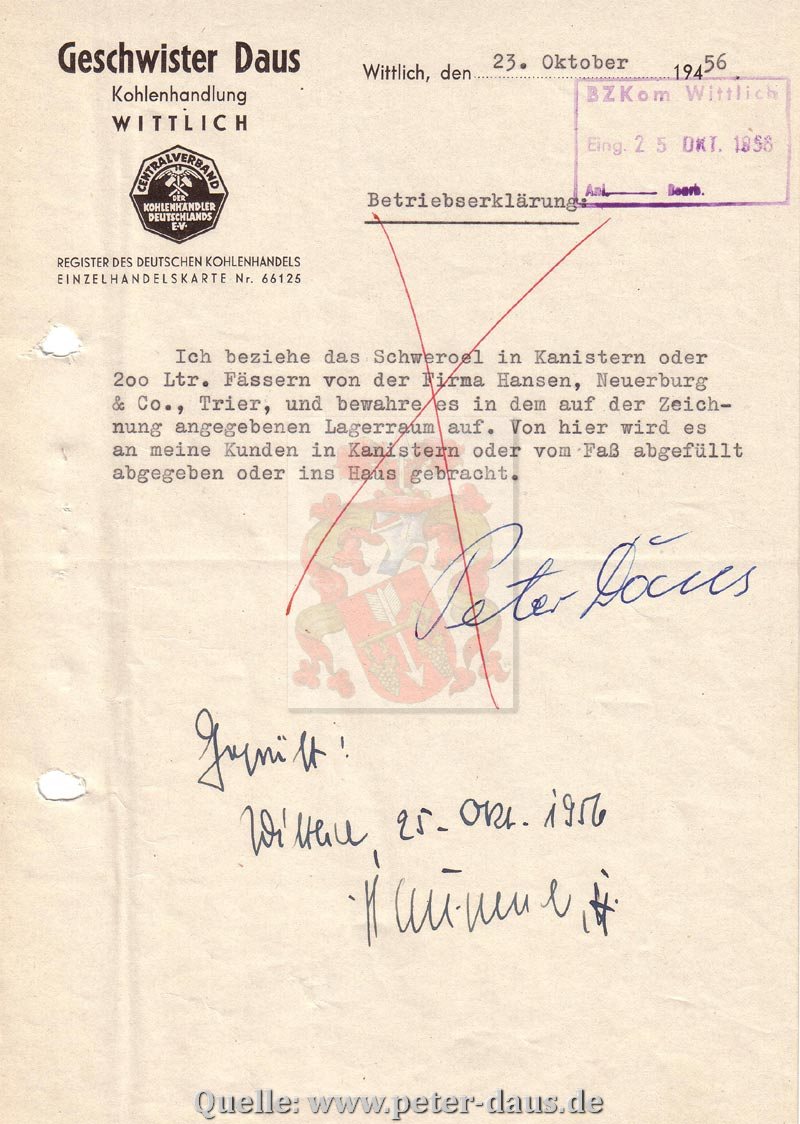 Geschwister Daus
Kohlenhandlung
WITTLICH
CENTRALVERBAND
DER
KOHLENHÄNDLER
DEUTSCHLANDS
E·V·
REGISTER DES DEUTSCHEN KOHLENHANDELS
EINZELHANDELSKARTE Nr. 66125
Wittlich, den 23. Oktober 19456
BZKom Wittlich
Eing. 25 OKT. 1956
Anl. Bearb.
Betriebserklärung:
Ich beziehe das Schweroel in Kanistern oder
2oo Ltr. Fässern von der Firma Hansen, Neuerburg
& Co., Trier, und bewahre es in dem auf der Zeich-
nung angegebenen Lagerraum auf. Von hier wird es
an meine Kunden in Kanistern oder vom Faß abgefüllt
abgegeben oder ins Haus gebracht.
Peter Daus
Geprüft!
Wittlich, 25. Okt. 1956
Quelle: www.peter-daus.de